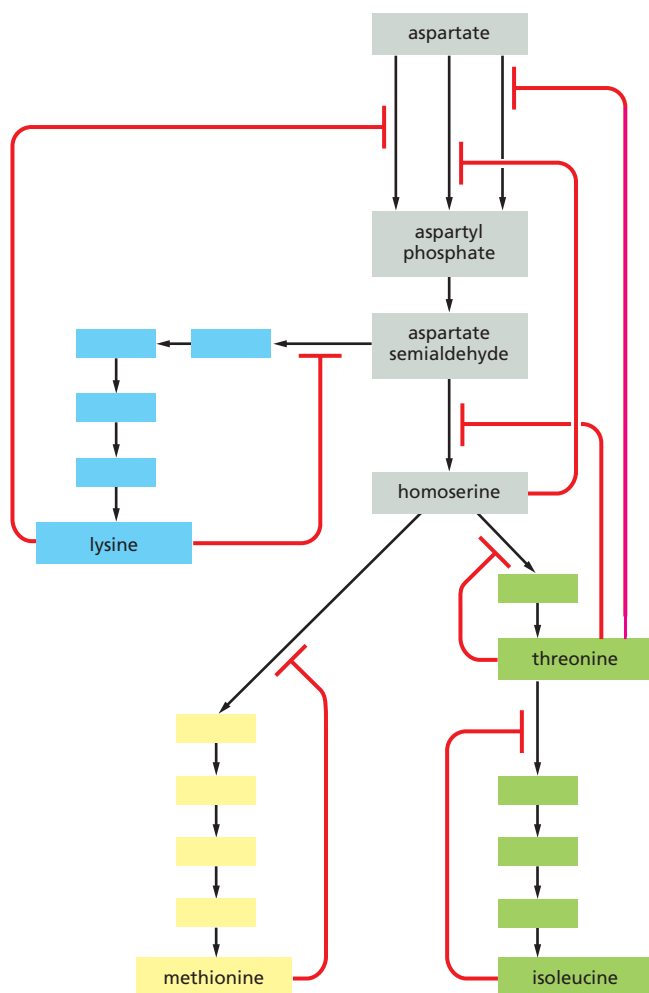 aspartate
aspartyl
phosphate
aspartate
semialdehyde
homoserine
lysine
threonine
methionine
isoleucine